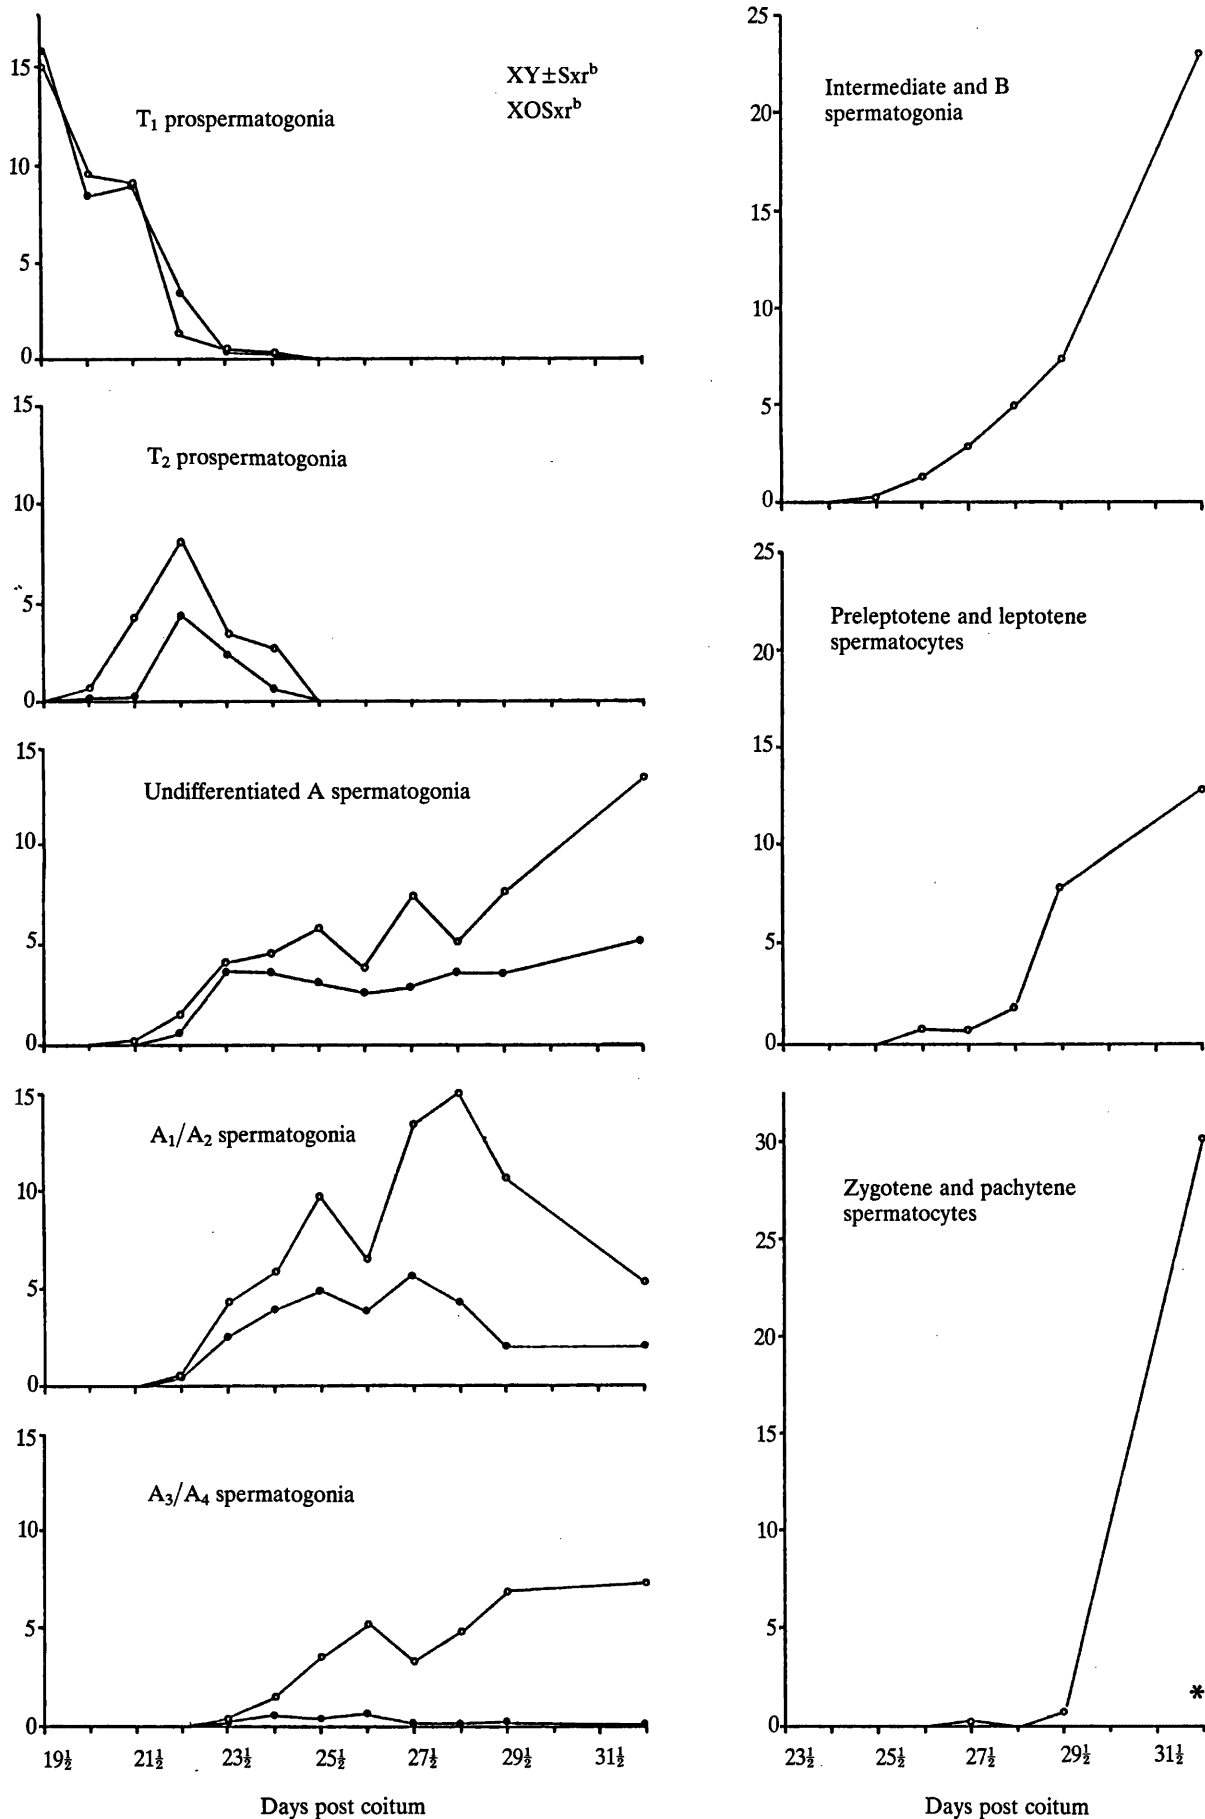 15
10
5
0
T₁ prospermatogonia
XY±Sxrᵇ
XOSxrᵇ
15
10
5
0
T₂ prospermatogonia
15
10
5
0
Undifferentiated A spermatogonia
15
10
5
0
A₁/A₂ spermatogonia
15
10
5
0
A₃/A₄ spermatogonia
19½ 21½ 23½ 25½ 27½ 29½ 31½
Days post coitum
25
20
15
10
5
0
Intermediate and B
spermatogonia
25
20
15
10
5
0
Preleptotene and leptotene
spermatocytes
30
25
20
15
10
5
0
Zygotene and pachytene
spermatocytes
*
23½ 25½ 27½ 29½ 31½
Days post coitum